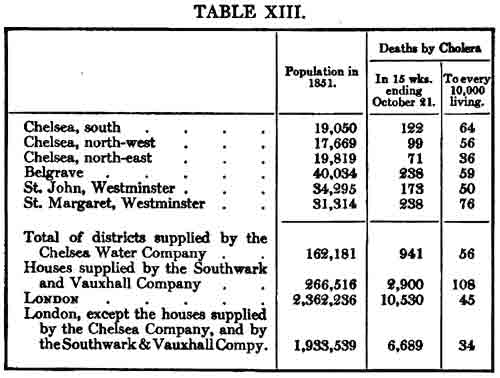 TABLE XIII.
Population in 1851. Deaths by Cholera
In 15 wks. ending October 21. To every 10,000 living.
Chelsea, south . . . . 19,050 122 64
Chelsea, north-west . . . 17,669 99 56
Chelsea, north-east . . . 19,819 71 36
Belgrave . . . . . 40,034 238 59
St. John, Westminster . . . 34,295 173 50
St. Margaret, Westminster . . 31,314 238 76
Total of districts supplied by the
Chelsea Water Company . . 162,181 941 56
Houses supplied by the Southwark
and Vauxhall Company . . 266,516 2,900 108
LONDON . . . . . 2,362,236 10,530 45
London, except the houses supplied
by the Chelsea Company, and by
the Southwark & Vauxhall Compy. 1,933,539 6,689 34